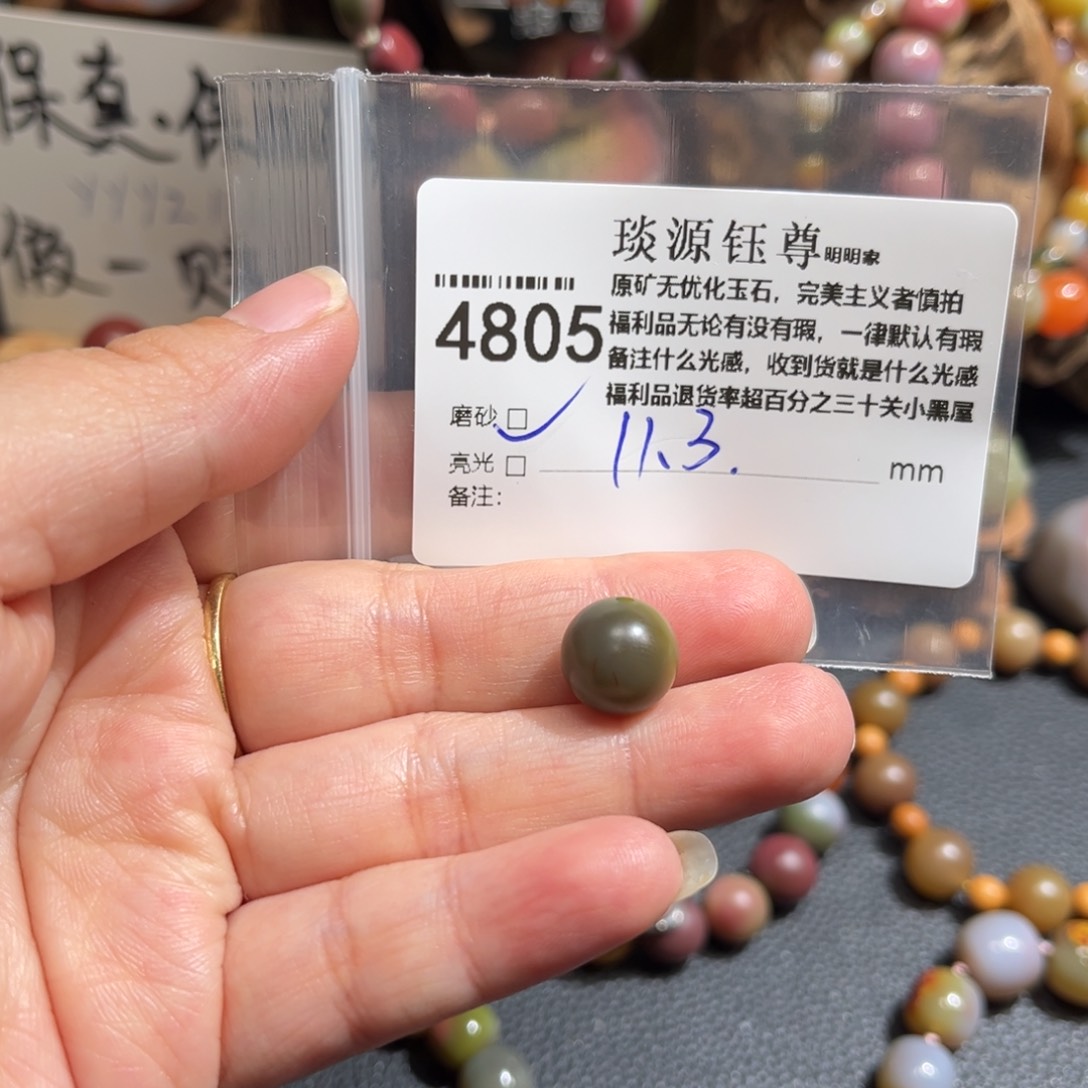 保真·
假一
琰源钰尊明明家
原矿无优化玉石，完美主义者慎拍
4805
福利品无论有没有瑕，一律默认有瑕
备注什么光感，收到货就是什么光感
福利品退货率超百分之三十关小黑屋
磨砂 □ ✓
11.3.
亮光 □ mm
备注：